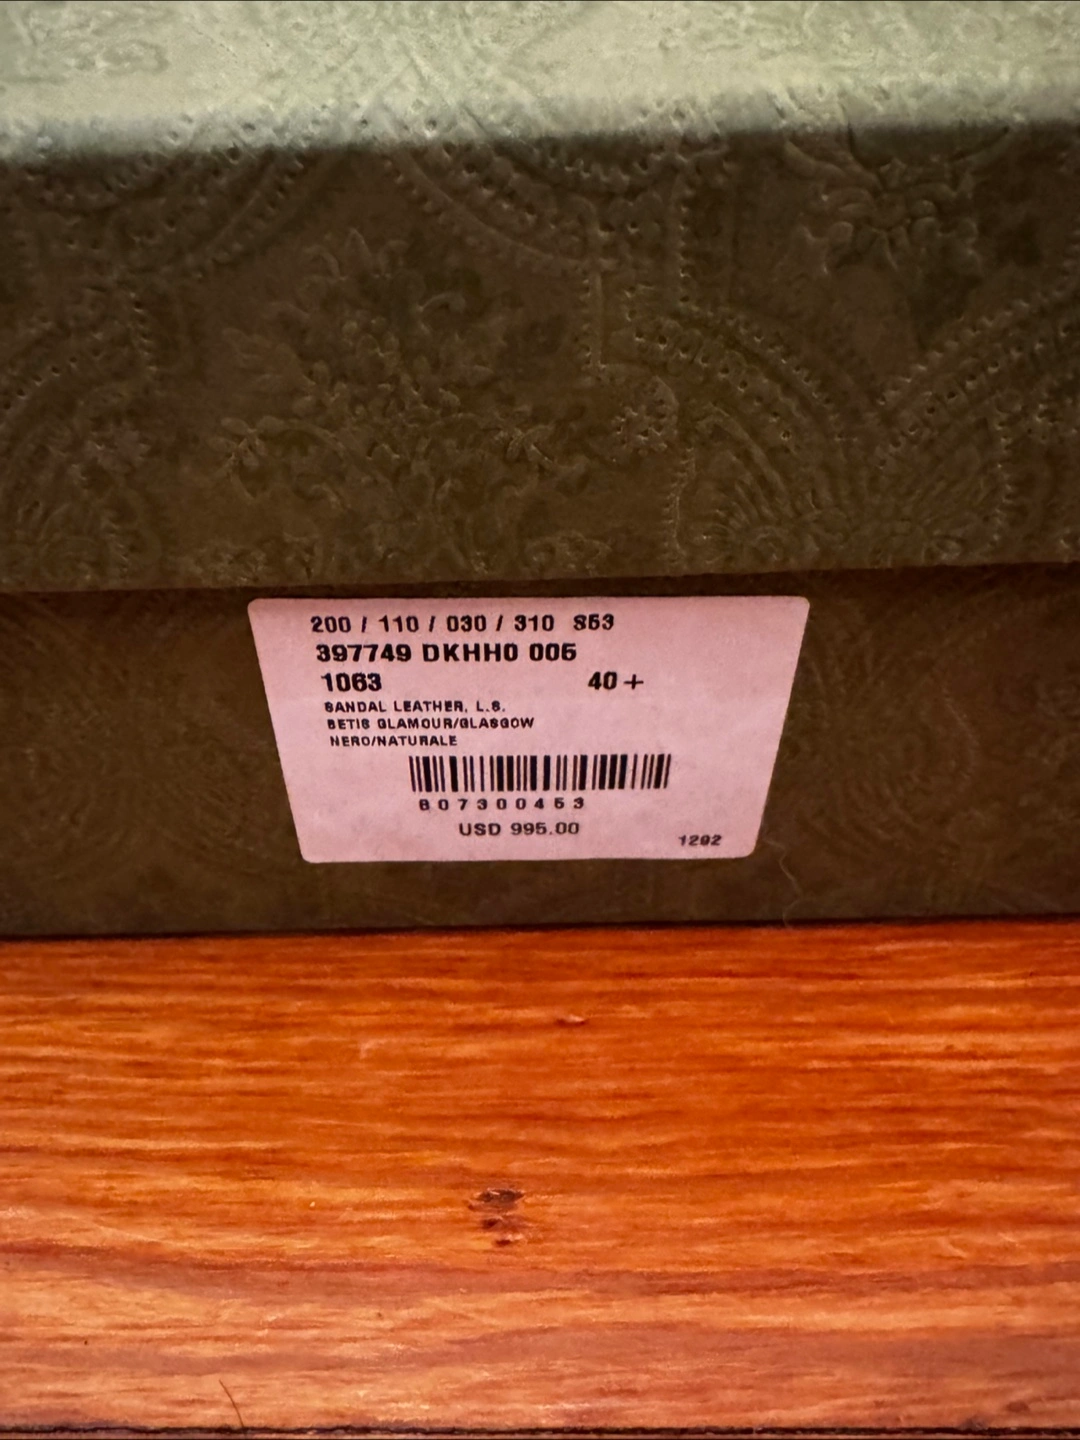 200 / 110 / 030 / 310 S53
397749 DKHH0 005
1063 40 +
SANDAL LEATHER, L.S.
BETIS GLAMOUR/GLASGOW
NERO/NATURALE
807300453
USD 995.00
1292